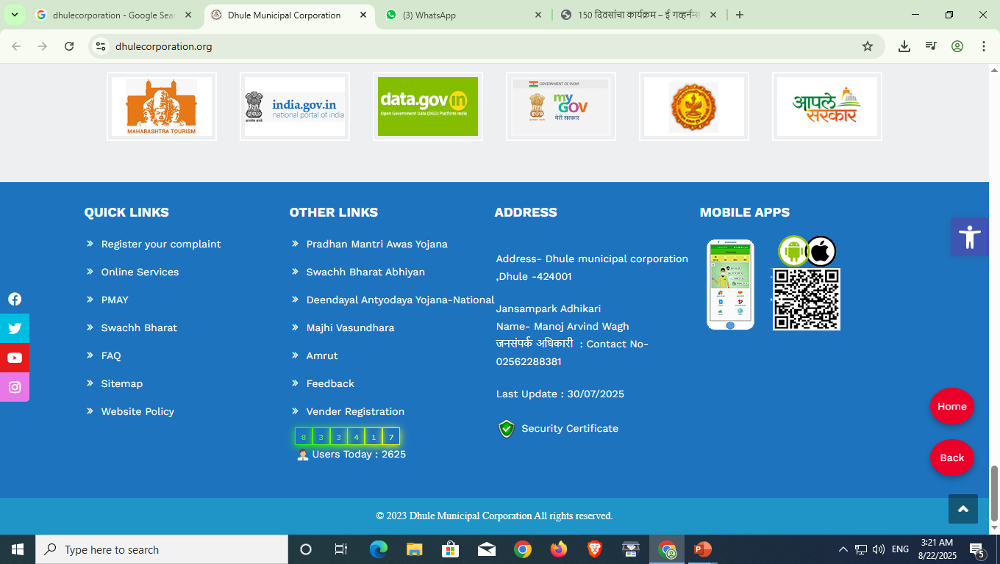 dhulecorporation - Google Sea
Dhule Municipal Corporation
(3) WhatsApp
150 दिवसांचा कार्यक्रम – ई गव्हर्नन्स
dhulecorporation.org
MAHARASHTRA TOURISM
india.gov.in
national portal of india
data.gov in
Open Government Data (OGD) Platform India
GOVERNMENT OF INDIA
my
GOV
मेरी सरकार
आपले
सरकार
QUICK LINKS
Register your complaint
Online Services
PMAY
Swachh Bharat
FAQ
Sitemap
Website Policy
OTHER LINKS
Pradhan Mantri Awas Yojana
Swachh Bharat Abhiyan
Deendayal Antyodaya Yojana-National
Majhi Vasundhara
Amrut
Feedback
Vender Registration
8 3 3 4 1 7
Users Today : 2625
ADDRESS
Address- Dhule municipal corporation
,Dhule -424001
Jansampark Adhikari
Name- Manoj Arvind Wagh
जनसंपर्क अधिकारी : Contact No-
02562288381
Last Update : 30/07/2025
Security Certificate
MOBILE APPS
Home
Back
© 2023 Dhule Municipal Corporation All rights reserved.
Type here to search
ENG
3:21 AM
8/22/2025
5